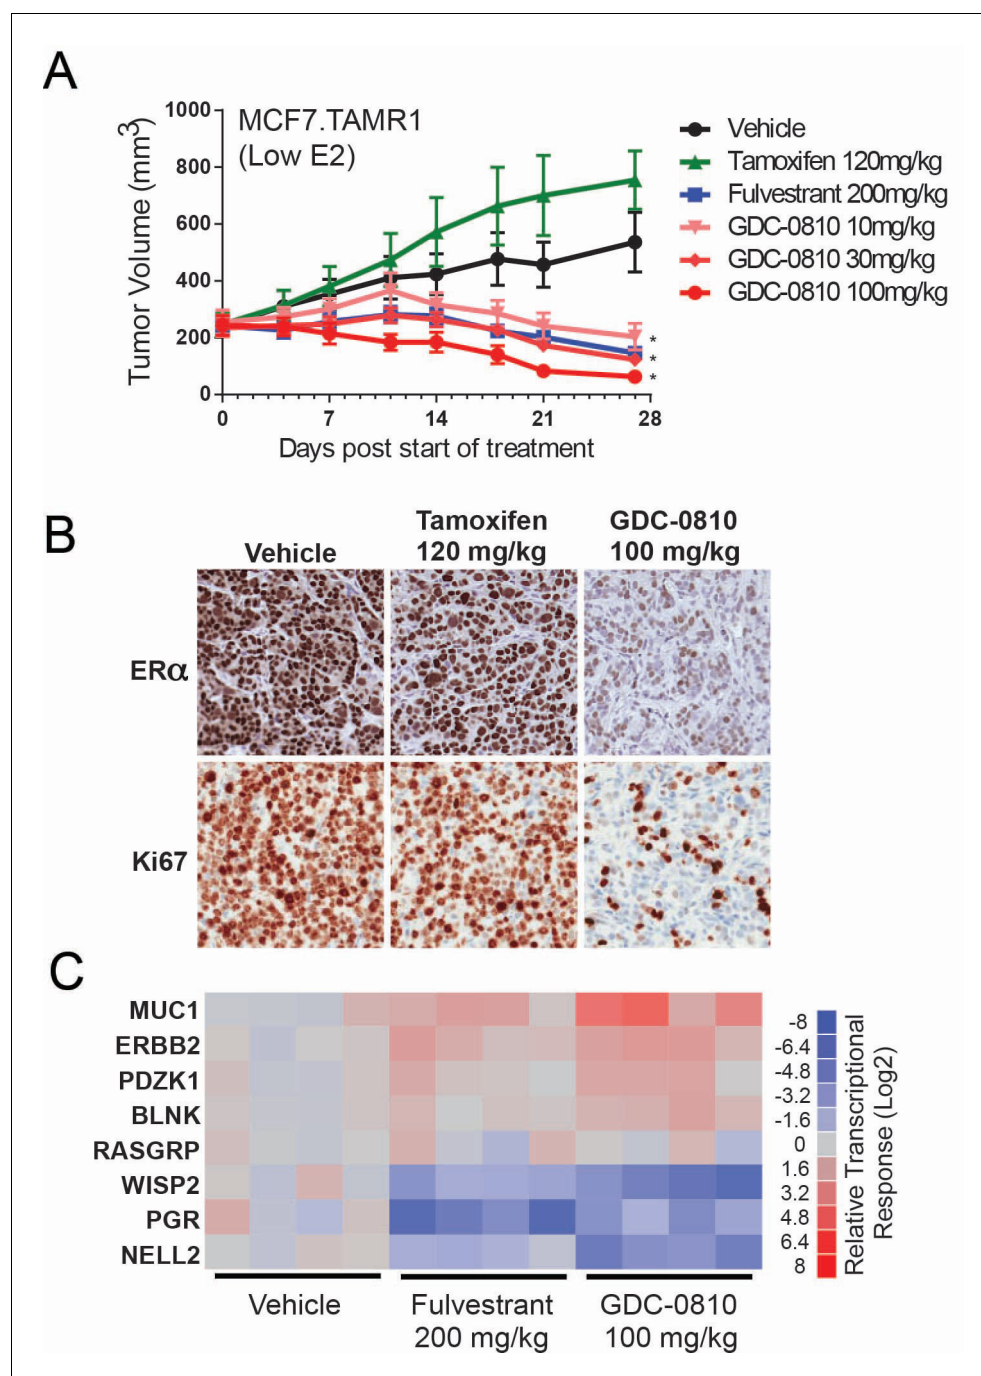 A
MCF7.TAMR1
(Low E2)
Tumor Volume (mm3)
1000
800
600
400
200
0
0 7 14 21 28
Days post start of treatment
*
*
*
Vehicle
Tamoxifen 120mg/kg
Fulvestrant 200mg/kg
GDC-0810 10mg/kg
GDC-0810 30mg/kg
GDC-0810 100mg/kg
B
Vehicle
Tamoxifen
120 mg/kg
GDC-0810
100 mg/kg
ERα
Ki67
C
MUC1
ERBB2
PDZK1
BLNK
RASGRP
WISP2
PGR
NELL2
Vehicle
Fulvestrant
200 mg/kg
GDC-0810
100 mg/kg
-8
-6.4
-4.8
-3.2
-1.6
0
1.6
3.2
4.8
6.4
8
Relative Transcriptional
Response (Log2)